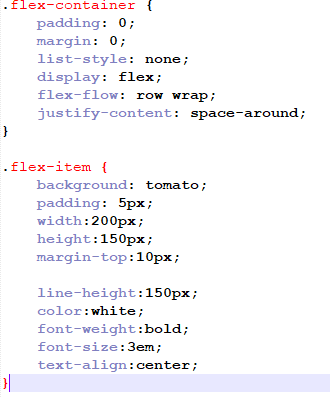 .flex-container {
    padding: 0;
    margin: 0;
    list-style: none;
    display: flex;
    flex-flow: row wrap;
    justify-content: space-around;
}

.flex-item {
    background: tomato;
    padding: 5px;
    width:200px;
    height:150px;
    margin-top:10px;

    line-height:150px;
    color:white;
    font-weight:bold;
    font-size:3em;
    text-align:center;
}